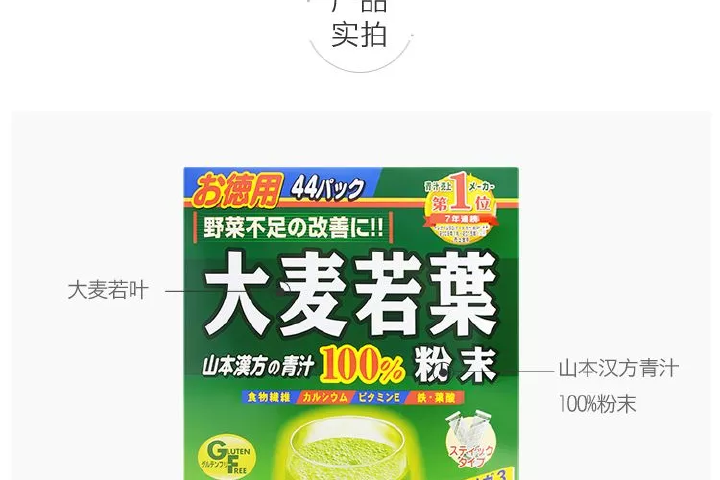 产品
实拍
お徳用 44パック
青汁売上 メーカー
第1位
7年連続
野菜不足の改善に!!
大麦若葉
大麦若叶
山本漢方の青汁 100% 粉末
山本汉方青汁
100%粉末
食物繊維 カルシウム ビタミンE 鉄・葉酸
GLUTEN
グルテンフリー
FREE
スティック
タイプ